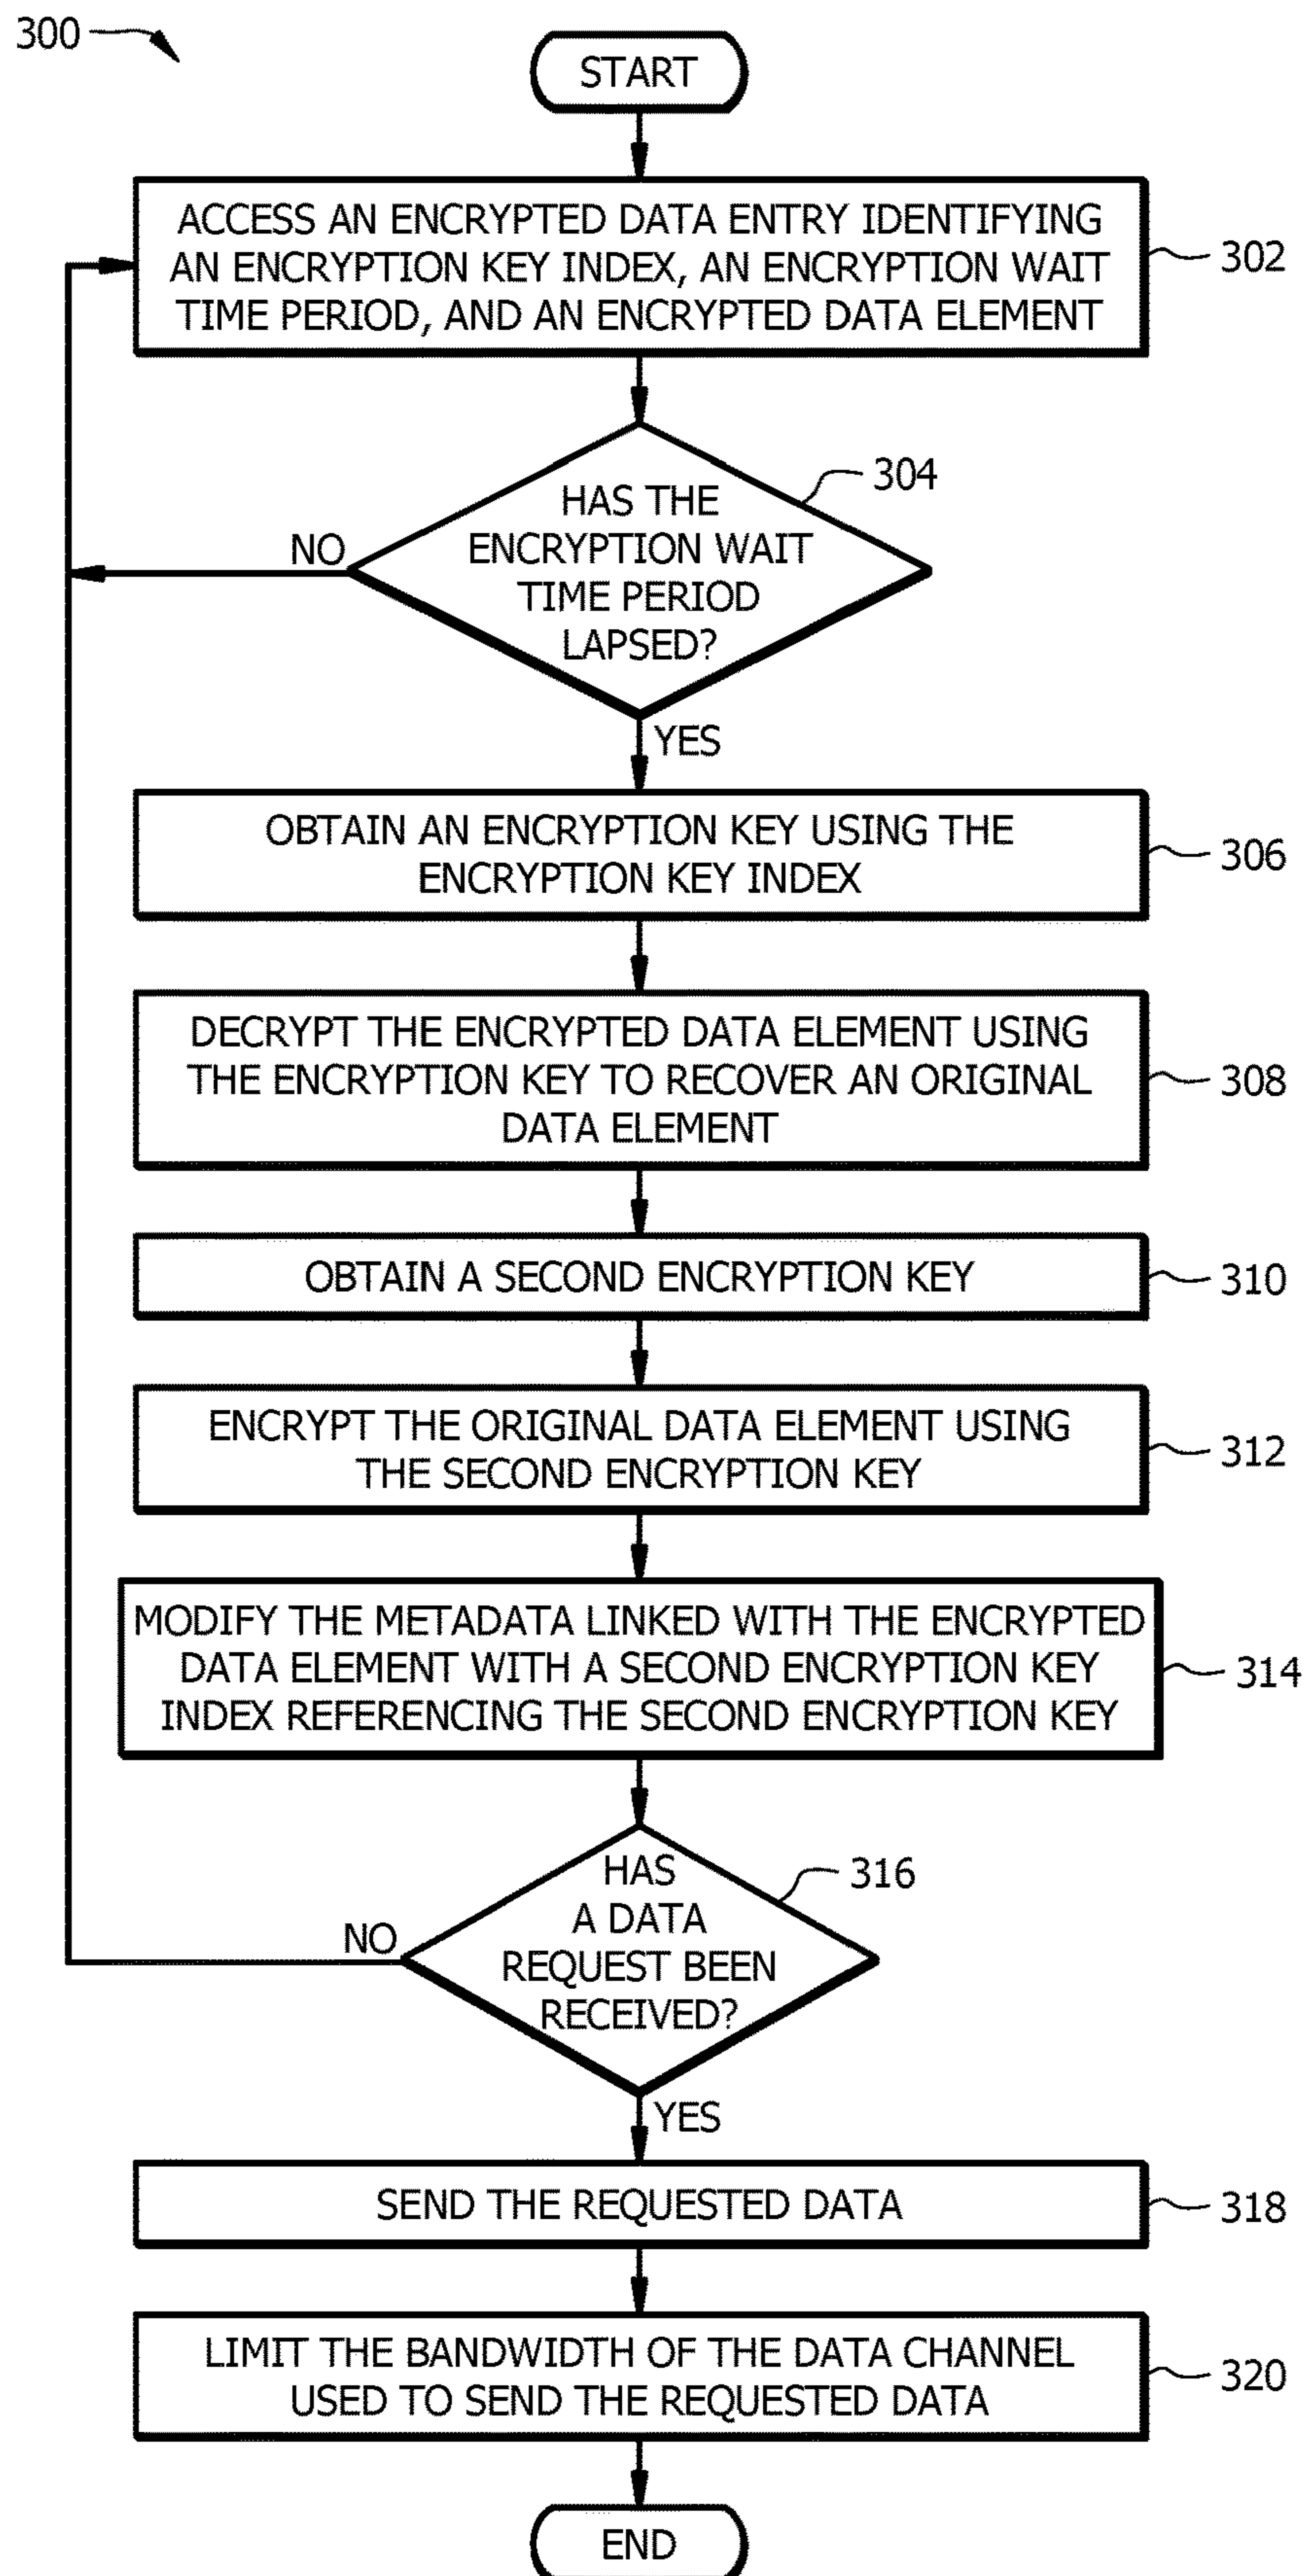 300
START
ACCESS AN ENCRYPTED DATA ENTRY IDENTIFYING
AN ENCRYPTION KEY INDEX, AN ENCRYPTION WAIT
TIME PERIOD, AND AN ENCRYPTED DATA ELEMENT
302
304
HAS THE
ENCRYPTION WAIT
TIME PERIOD
LAPSED?
NO
YES
OBTAIN AN ENCRYPTION KEY USING THE
ENCRYPTION KEY INDEX
306
DECRYPT THE ENCRYPTED DATA ELEMENT USING
THE ENCRYPTION KEY TO RECOVER AN ORIGINAL
DATA ELEMENT
308
OBTAIN A SECOND ENCRYPTION KEY
310
ENCRYPT THE ORIGINAL DATA ELEMENT USING
THE SECOND ENCRYPTION KEY
312
MODIFY THE METADATA LINKED WITH THE ENCRYPTED
DATA ELEMENT WITH A SECOND ENCRYPTION KEY
INDEX REFERENCING THE SECOND ENCRYPTION KEY
314
316
HAS
A DATA
REQUEST BEEN
RECEIVED?
NO
YES
SEND THE REQUESTED DATA
318
LIMIT THE BANDWIDTH OF THE DATA CHANNEL
USED TO SEND THE REQUESTED DATA
320
END